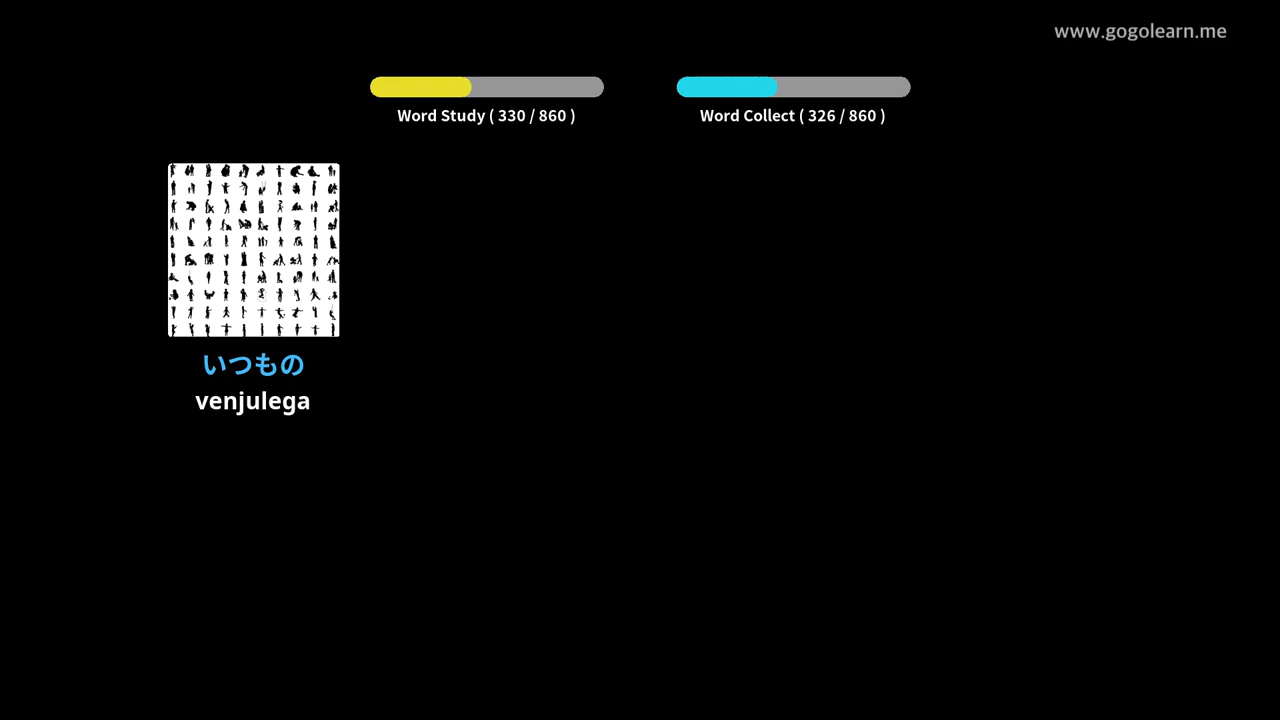 www.gogolearn.me
Word Study ( 330 / 860 )
Word Collect ( 326 / 860 )
いつもの
venjulega